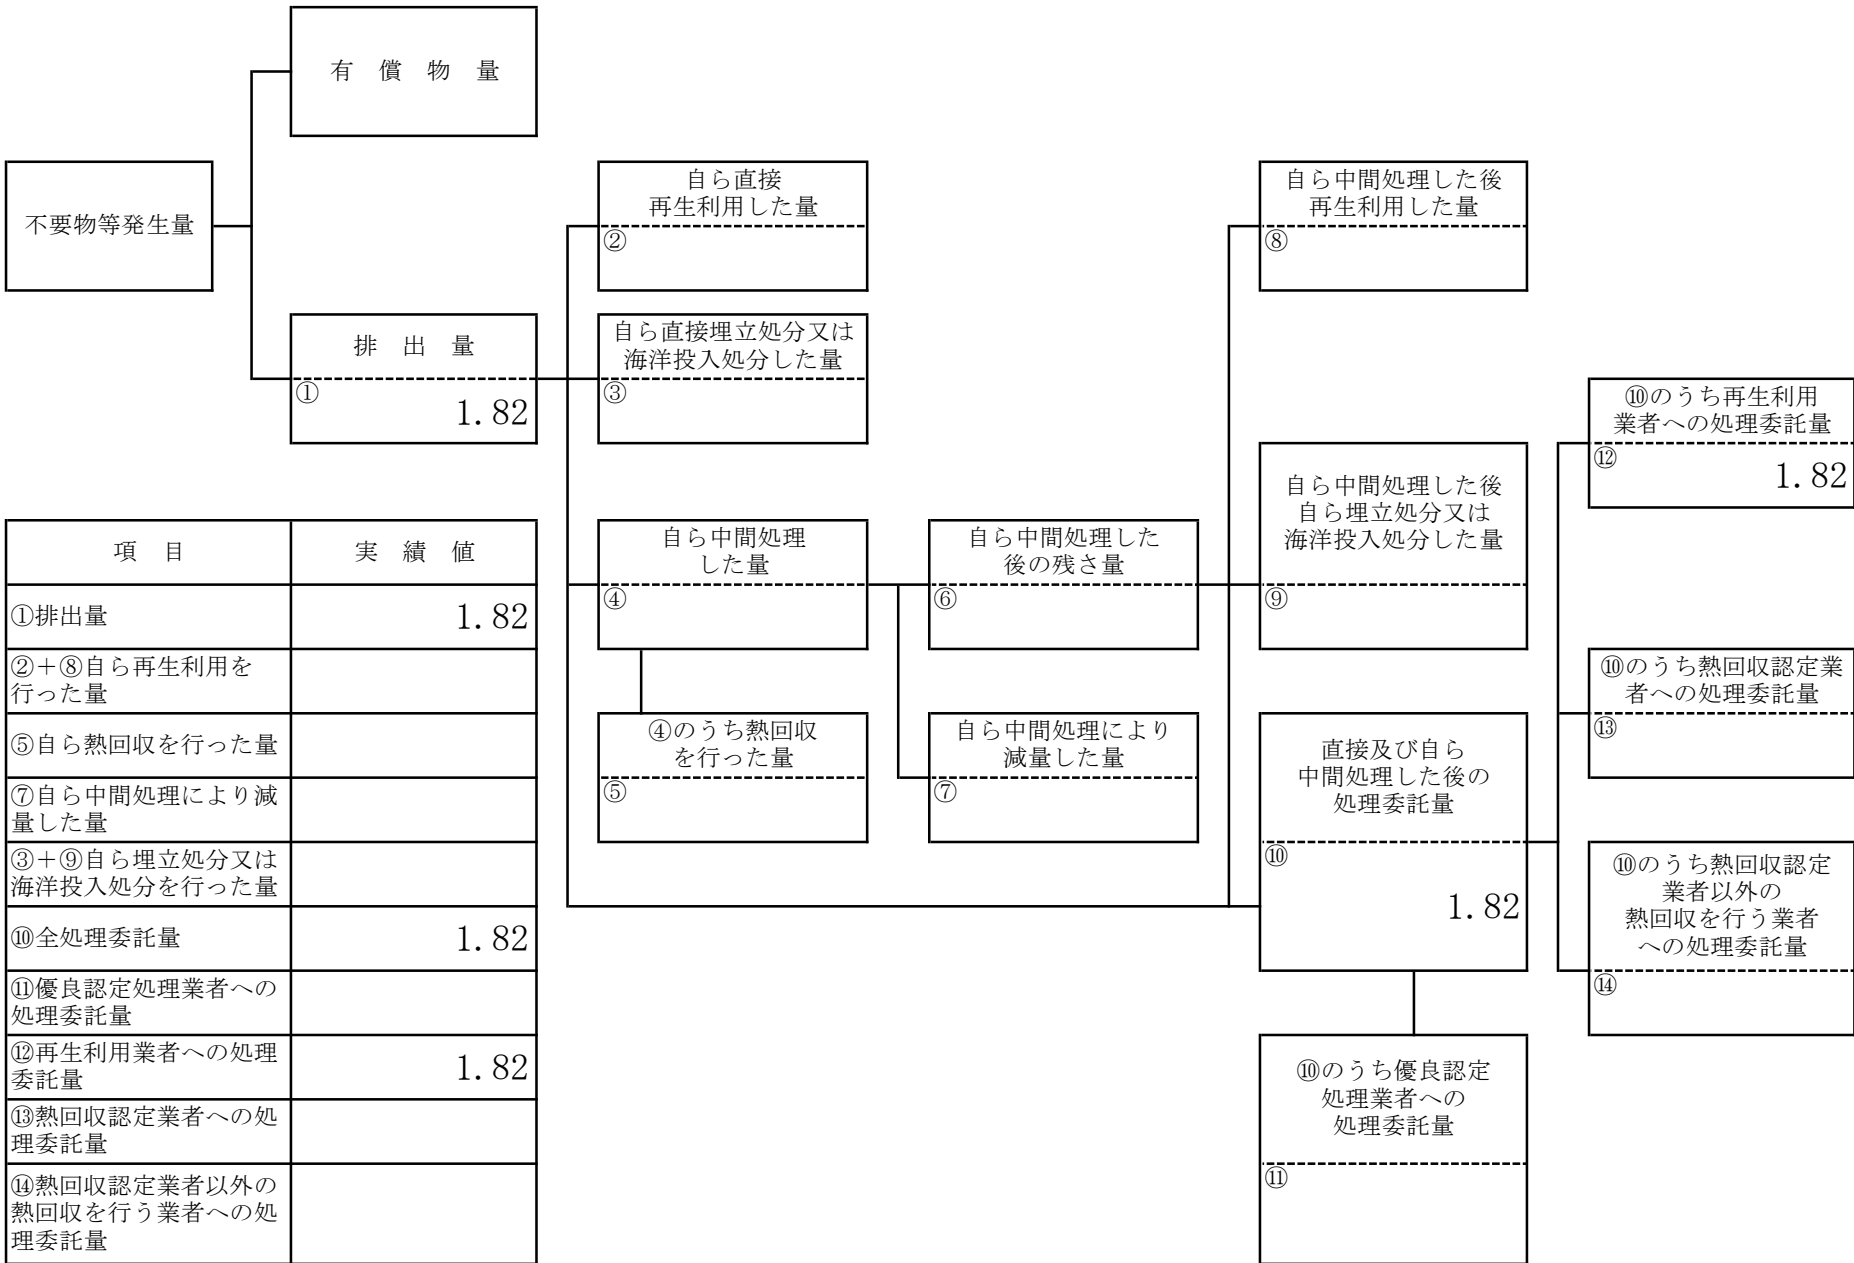 有 償 物 量
不要物等発生量
自ら直接
再生利用した量
②
自ら中間処理した後
再生利用した量
⑧
排 出 量
①
1.82
自ら直接埋立処分又は
海洋投入処分した量
③
⑩のうち再生利用
業者への処理委託量
⑫
1.82
自ら中間処理した後
自ら埋立処分又は
海洋投入処分した量
⑨
自ら中間処理
した量
④
自ら中間処理した
後の残さ量
⑥
⑩のうち熱回収認定業
者への処理委託量
⑬
④のうち熱回収
を行った量
⑤
自ら中間処理により
減量した量
⑦
直接及び自ら
中間処理した後の
処理委託量
⑩
1.82
⑩のうち熱回収認定
業者以外の
熱回収を行う業者
への処理委託量
⑭
⑩のうち優良認定
処理業者への
処理委託量
⑪
項 目 実 績 値
①排出量 1.82
②＋⑧自ら再生利用を
行った量
⑤自ら熱回収を行った量
⑦自ら中間処理により減
量した量
③＋⑨自ら埋立処分又は
海洋投入処分を行った量
⑩全処理委託量 1.82
⑪優良認定処理業者への
処理委託量
⑫再生利用業者への処理
委託量 1.82
⑬熱回収認定業者への処
理委託量
⑭熱回収認定業者以外の
熱回収を行う業者への処
理委託量